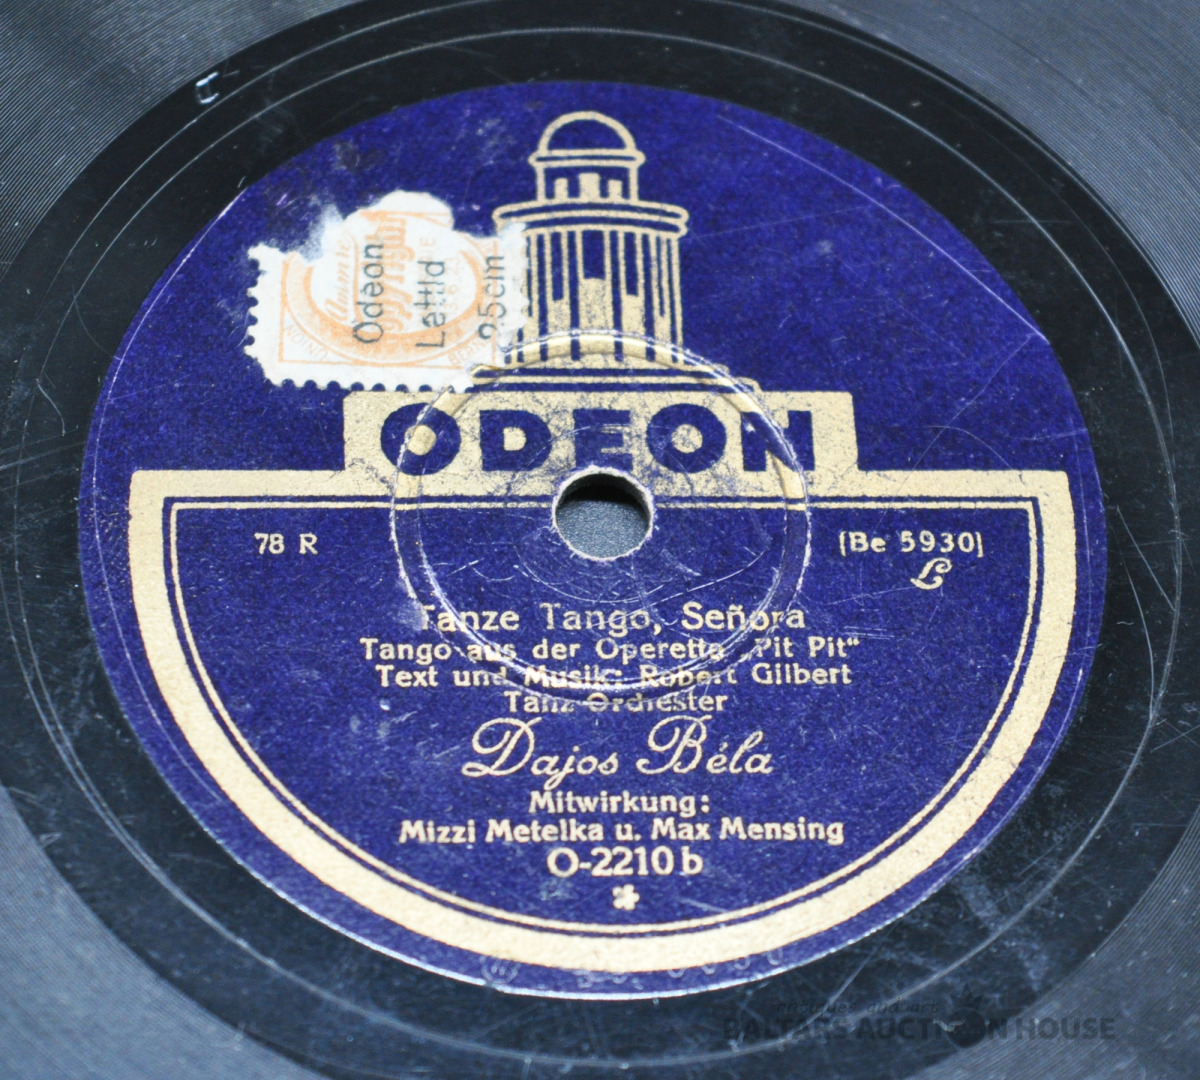 Odeon
Lettld
25cm
ODEON
78 R
(Be 5930)
L
Tanze Tango, Señora
Tango aus der Operette „Pit Pit“
Text und Musik: Robert Gilbert
Tanz-Orchester
Dajos Béla
Mitwirkung:
Mizzi Metelka u. Max Mensing
O-2210 b
BALTARS AUCTION HOUSE